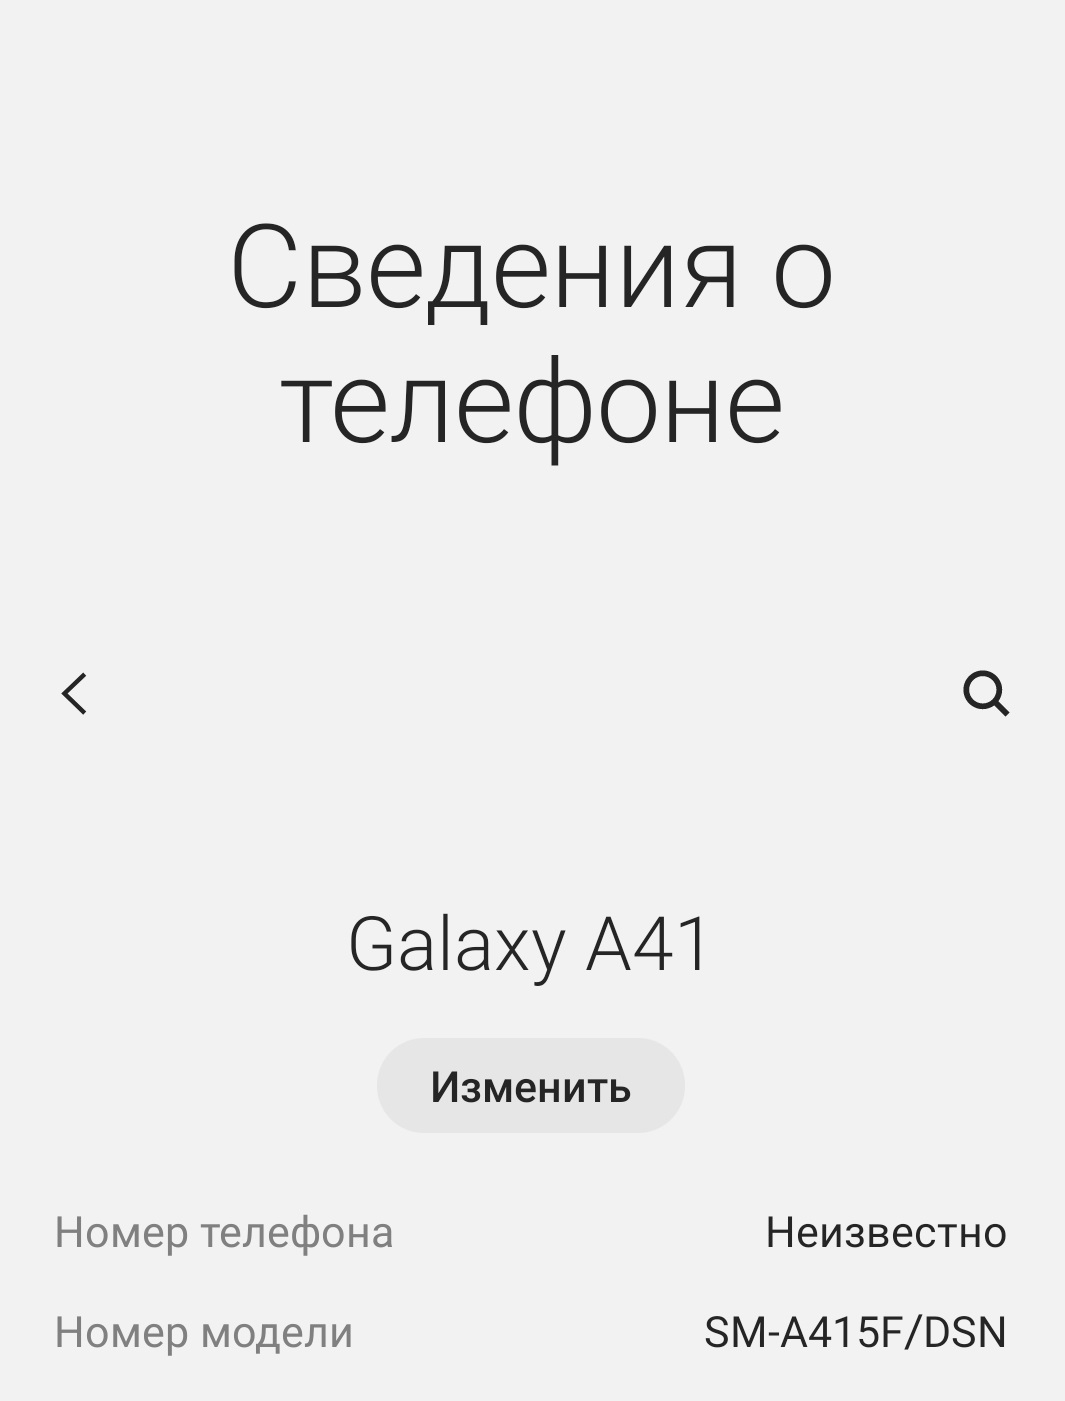 Сведения о
телефоне
Galaxy A41
Изменить
Номер телефона Неизвестно
Номер модели SM-A415F/DSN